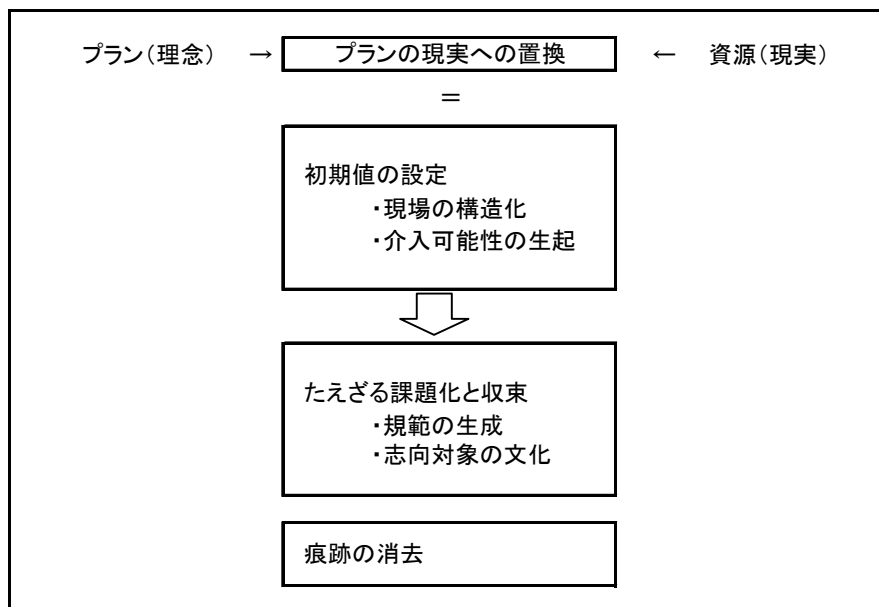 プラン(理念) → プランの現実への置換 ← 資源(現実)
=
初期値の設定
・現場の構造化
・介入可能性の生起
たえざる課題化と収束
・規範の生成
・志向対象の文化
痕跡の消去